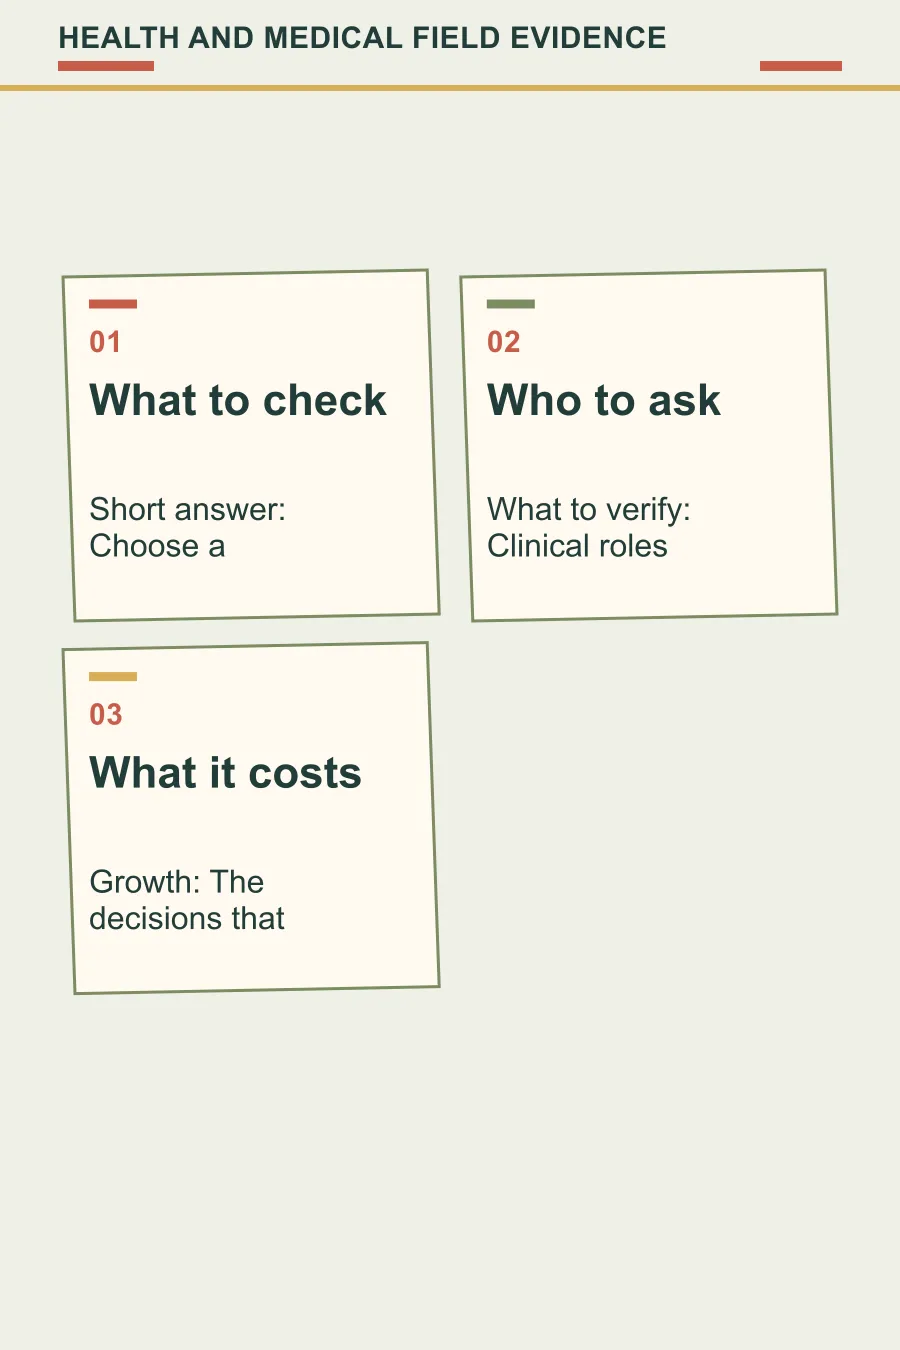 HEALTH AND MEDICAL FIELD EVIDENCE
01
What to check
Short answer:
Choose a
02
Who to ask
What to verify:
Clinical roles
03
What it costs
Growth: The
decisions that